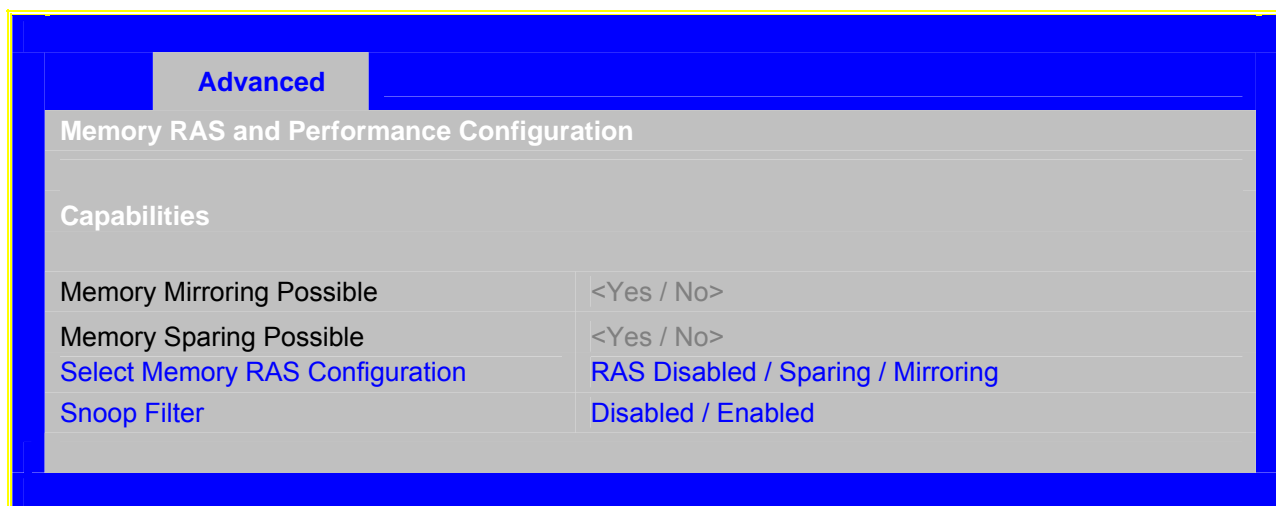 Advanced
Memory RAS and Performance Configuration
Capabilities
Memory Mirroring Possible <Yes / No>
Memory Sparing Possible <Yes / No>
Select Memory RAS Configuration RAS Disabled / Sparing / Mirroring
Snoop Filter Disabled / Enabled